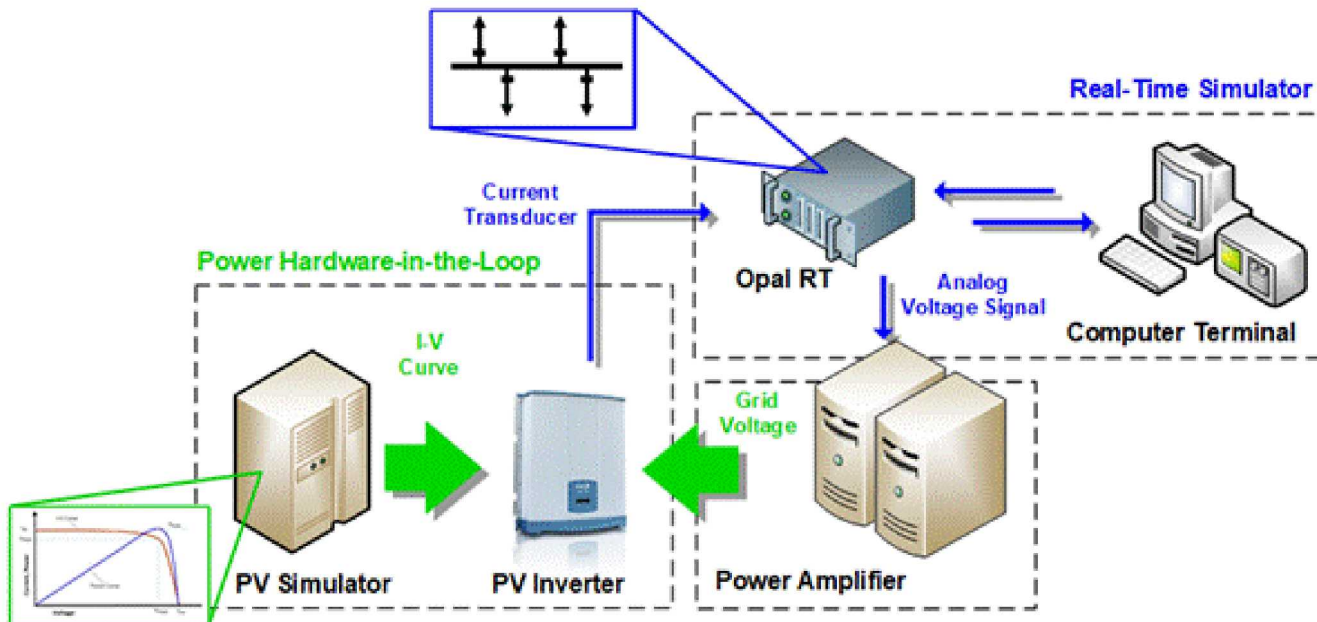 Real-Time Simulator
Current
Transducer
Opal RT
Analog
Voltage Signal
Computer Terminal
Power Hardware-in-the-Loop
I-V
Curve
Grid
Voltage
PV Simulator
PV Inverter
Power Amplifier